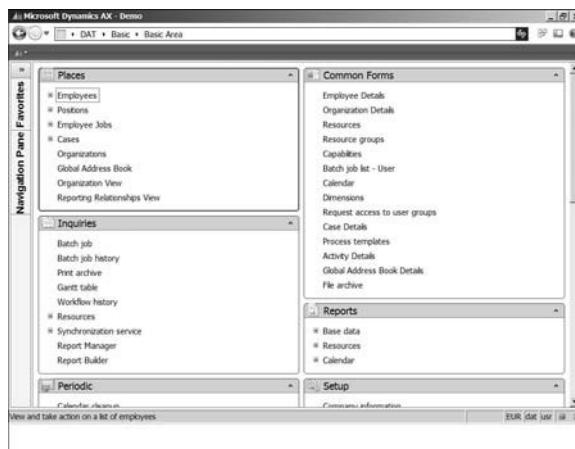 Microsoft Dynamics AX - Demo
DAT • Basic • Basic Area
Favorites
Navigation Pane
Places
Employees
Positions
Employee Jobs
Cases
Organizations
Global Address Book
Organization View
Reporting Relationships View
Inquiries
Batch job
Batch job history
Print archive
Gantt table
Workflow history
Resources
Synchronization service
Report Manager
Report Builder
Periodic
Calendar cleanup
Common Forms
Employee Details
Organization Details
Resources
Resource groups
Capabilities
Batch job list - User
Calendar
Dimensions
Request access to user groups
Case Details
Process templates
Activity Details
Global Address Book Details
File archive
Reports
Base data
Resources
Calendar
Setup
Company information
View and take action on a list of employees
EUR dat usr